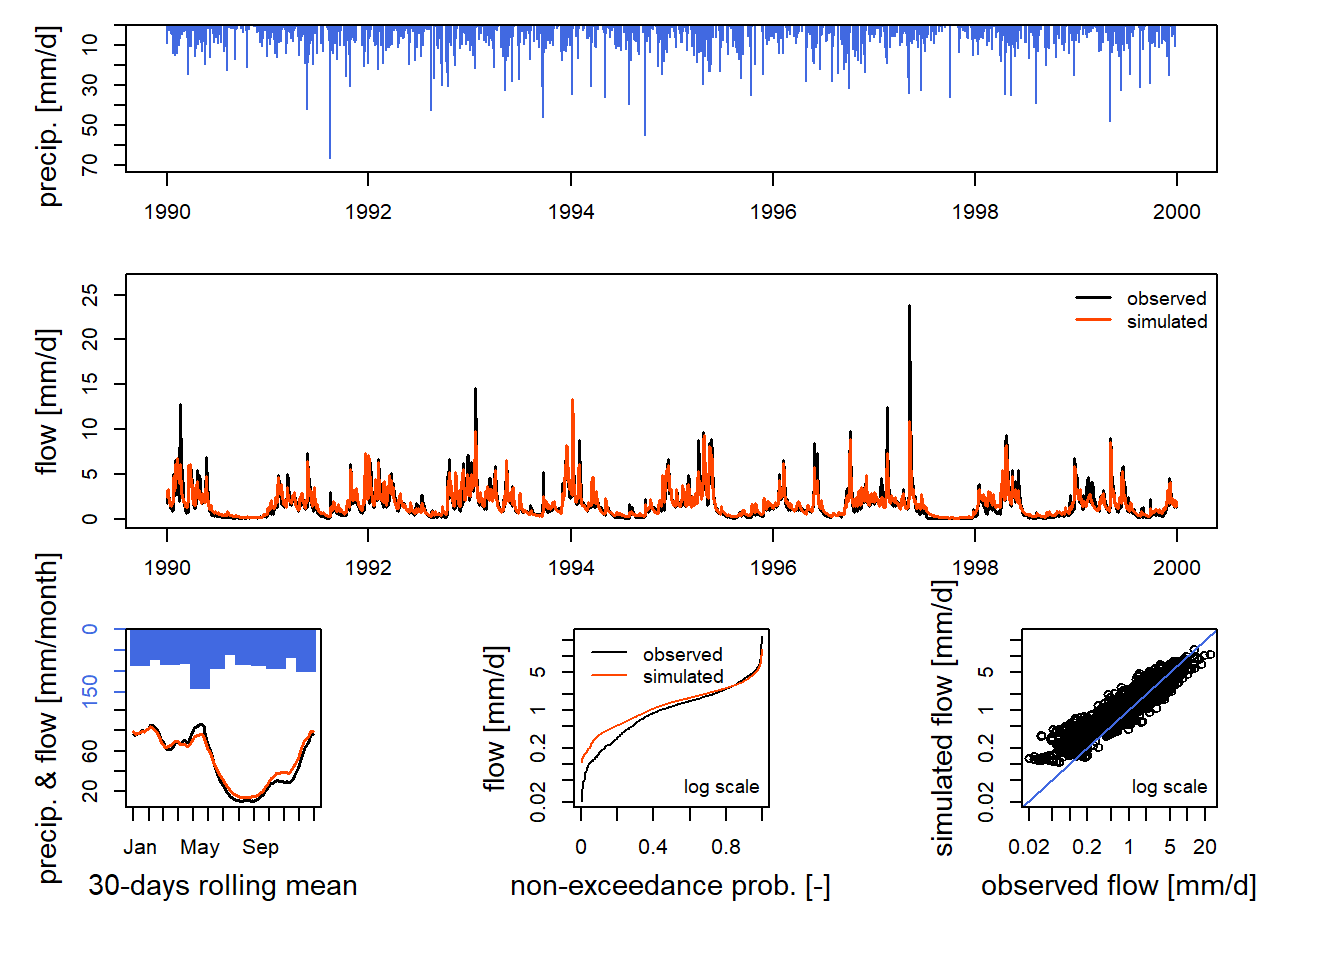 precip. [mm/d]
10
30
50
70
1990
1992
1994
1996
1998
2000
flow [mm/d]
25
20
15
10
5
0
observed
simulated
1990
1992
1994
1996
1998
2000
precip. & flow [mm/month]
0
150
60
20
Jan
May
Sep
30-days rolling mean
flow [mm/d]
5
1
0.2
0.02
observed
simulated
log scale
0
0.4
0.8
non-exceedance prob. [-]
simulated flow [mm/d]
5
1
0.2
0.02
log scale
0.02
0.2
1
5
20
observed flow [mm/d]